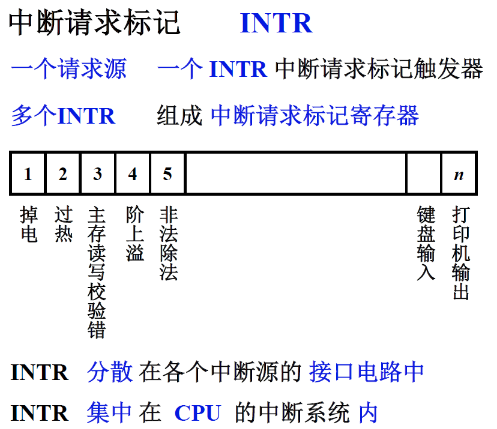 中断请求标记 INTR
一个请求源 一个 INTR 中断请求标记触发器
多个INTR 组成 中断请求标记寄存器
1 2 3 4 5 n
掉电 过热 主存读写校验错 阶上溢 非法除法 键盘输入 打印机输出
INTR 分散 在各个中断源的 接口电路中
INTR 集中 在 CPU 的中断系统 内